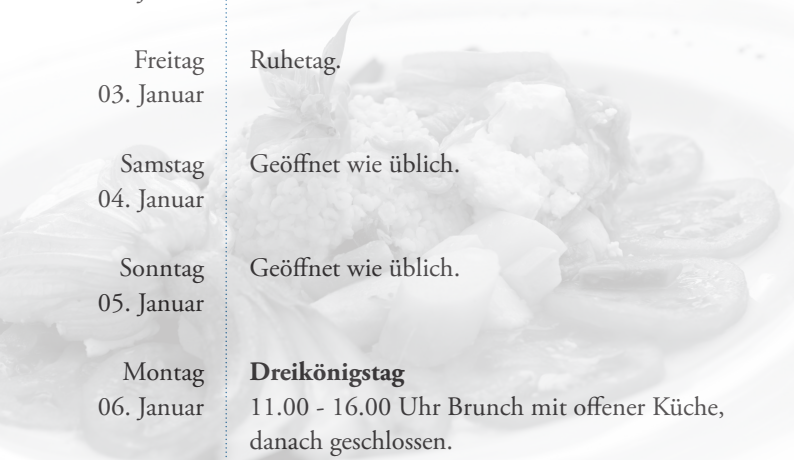 Freitag
03. Januar
Ruhetag.
Samstag
04. Januar
Geöffnet wie üblich.
Sonntag
05. Januar
Geöffnet wie üblich.
Montag
06. Januar
Dreikönigstag
11.00 - 16.00 Uhr Brunch mit offener Küche,
danach geschlossen.